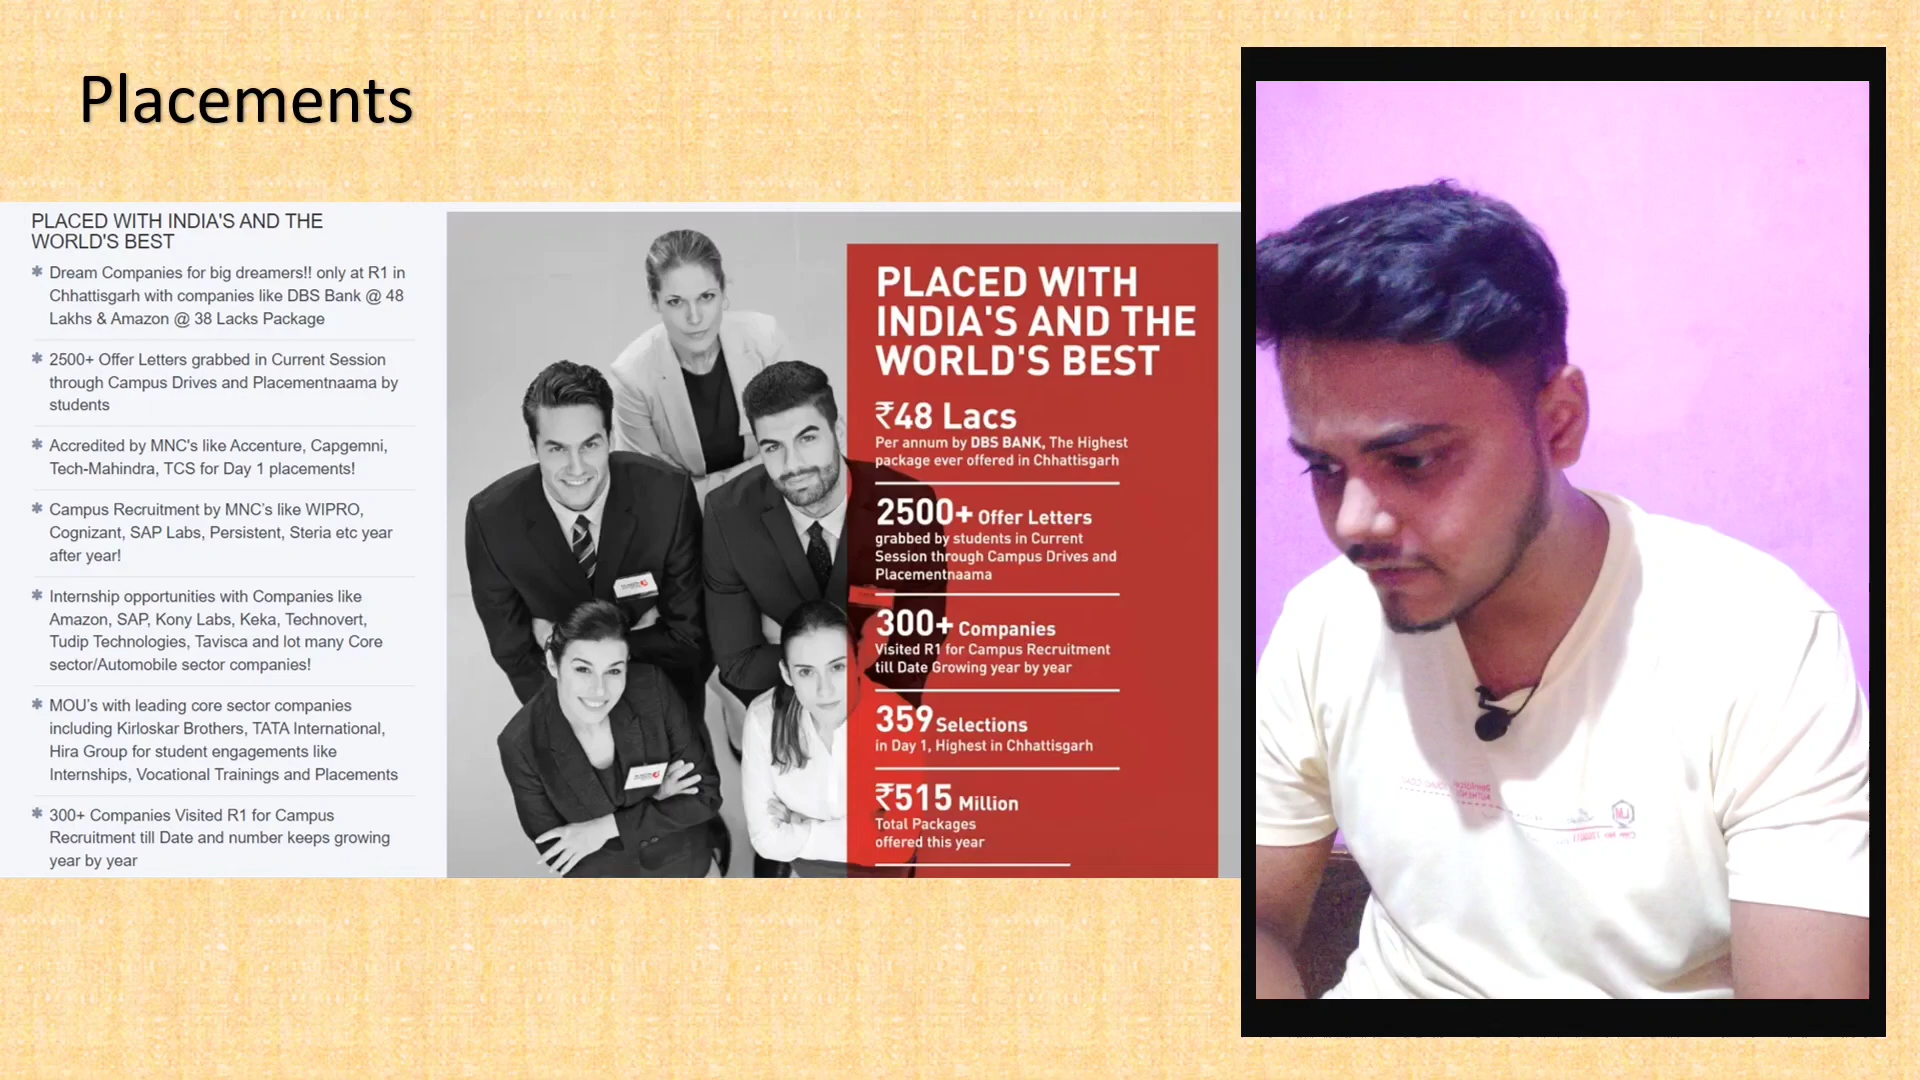 Placements
PLACED WITH INDIA'S AND THE
WORLD'S BEST
Dream Companies for big dreamers!! only at R1 in
Chhattisgarh with companies like DBS Bank @ 48
Lakhs & Amazon @ 38 Lacks Package
2500+ Offer Letters grabbed in Current Session
through Campus Drives and Placementnaama by
students
Accredited by MNC's like Accenture, Capgemni,
Tech-Mahindra, TCS for Day 1 placements!
Campus Recruitment by MNC's like WIPRO,
Cognizant, SAP Labs, Persistent, Steria etc year
after year!
Internship opportunities with Companies like
Amazon, SAP, Kony Labs, Keka, Technovert,
Tudip Technologies, Tavisca and lot many Core
sector/Automobile sector companies!
MOU's with leading core sector companies
including Kirloskar Brothers, TATA International,
Hira Group for student engagements like
Internships, Vocational Trainings and Placements
300+ Companies Visited R1 for Campus
Recruitment till Date and number keeps growing
year by year
PLACED WITH
INDIA'S AND THE
WORLD'S BEST
₹48 Lacs
Per annum by DBS BANK, The Highest
package ever offered in Chhattisgarh
2500+ Offer Letters
grabbed by students in Current
Session through Campus Drives and
Placementnaama
300+ Companies
Visited R1 for Campus Recruitment
till Date Growing year by year
359 Selections
in Day 1, Highest in Chhattisgarh
₹515 Million
Total Packages
offered this year